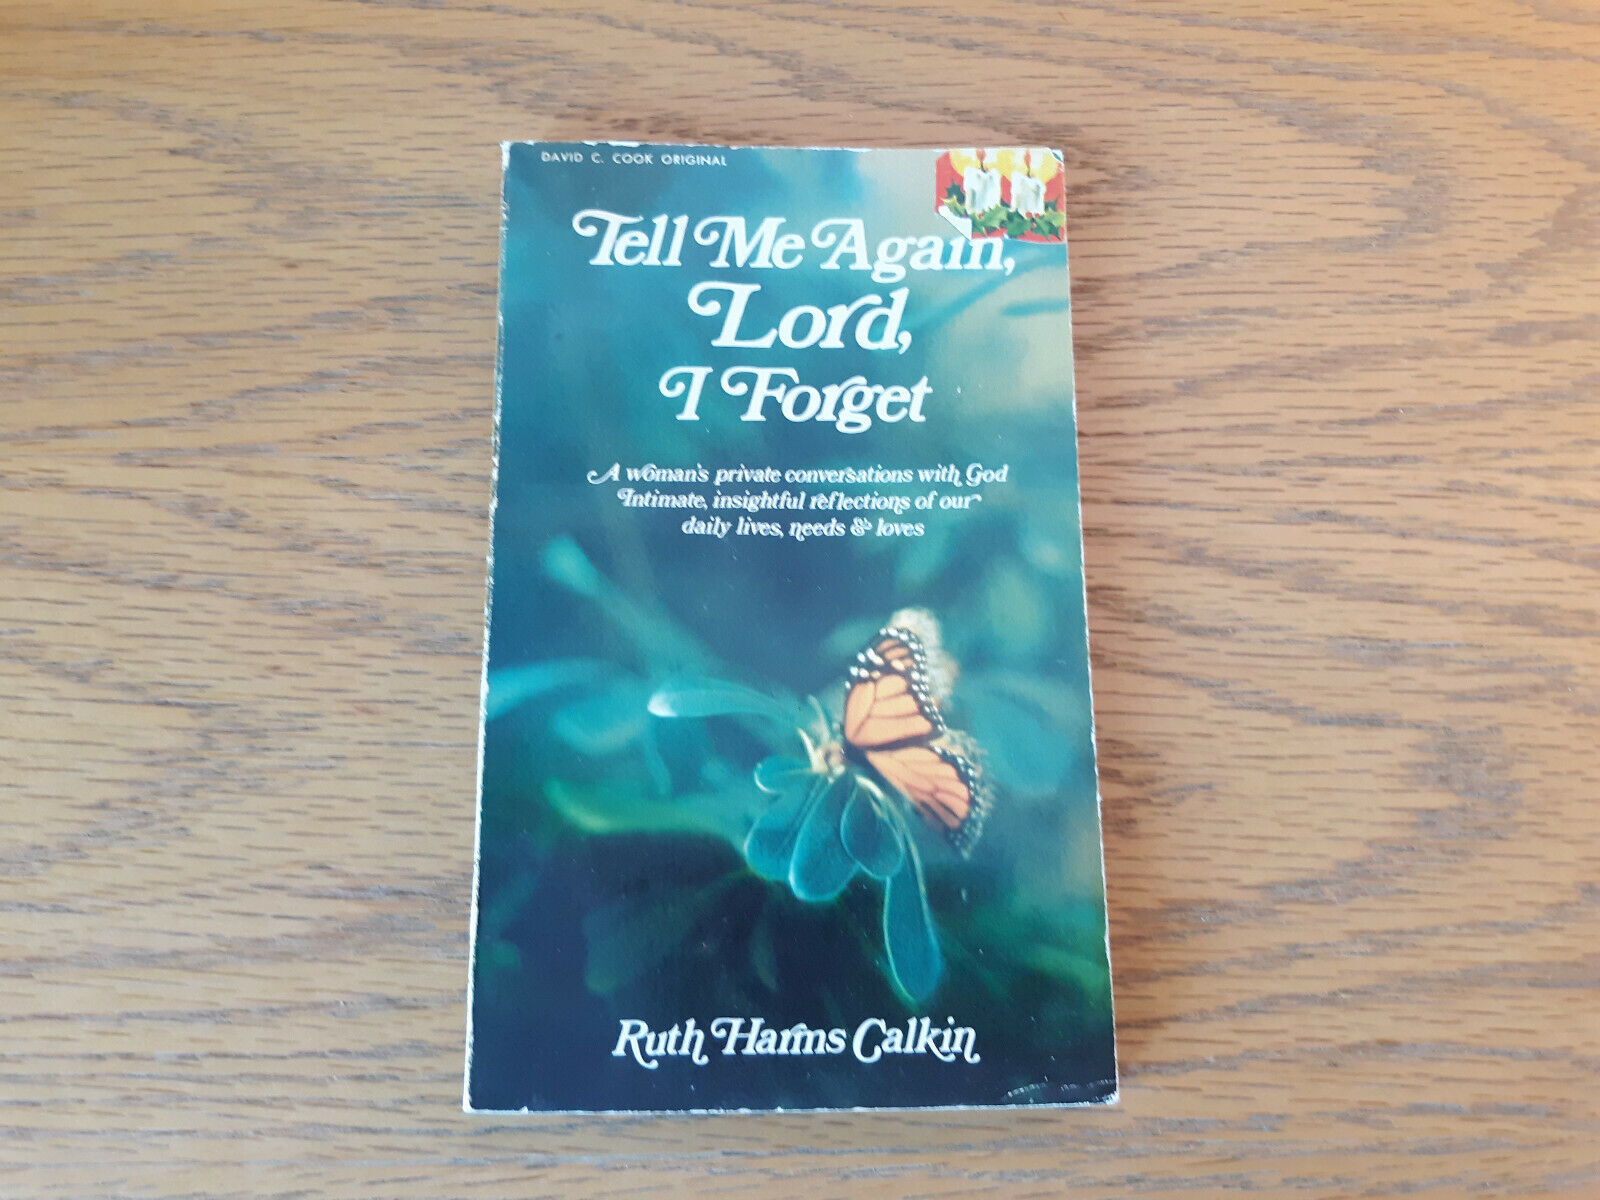 DAVID C. COOK ORIGINAL
Tell Me Again,
Lord,
I Forget
A woman's private conversations with God
Intimate, insightful reflections of our
daily lives, needs & loves
Ruth Harms Calkin